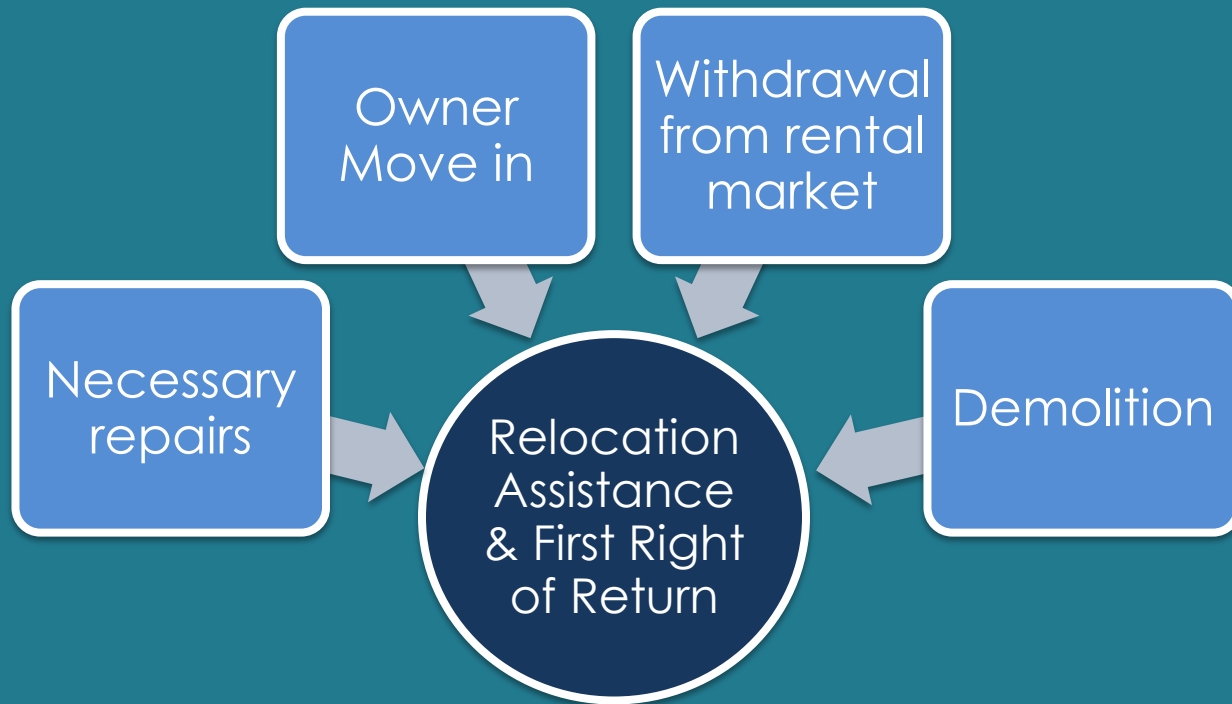 Necessary
repairs
Owner
Move in
Withdrawal
from rental
market
Demolition
Relocation
Assistance
& First Right
of Return